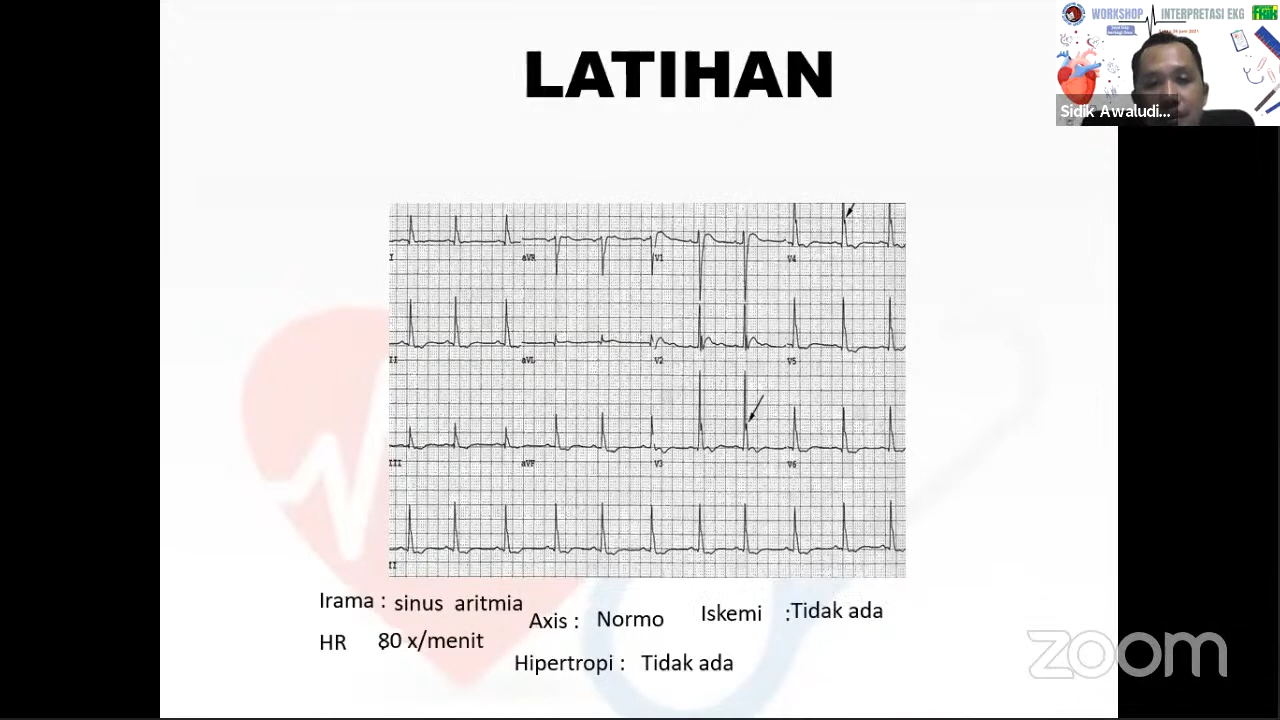 WORKSHOP INTERPRETASI EKG
Sidik Awaludi...
LATIHAN
I
aVR
V1
V4
II
aVL
V2
V5
III
aVF
V3
V6
II
Irama : sinus aritmia
Axis : Normo
Iskemi :Tidak ada
HR : 80 x/menit
Hipertropi : Tidak ada
zoom